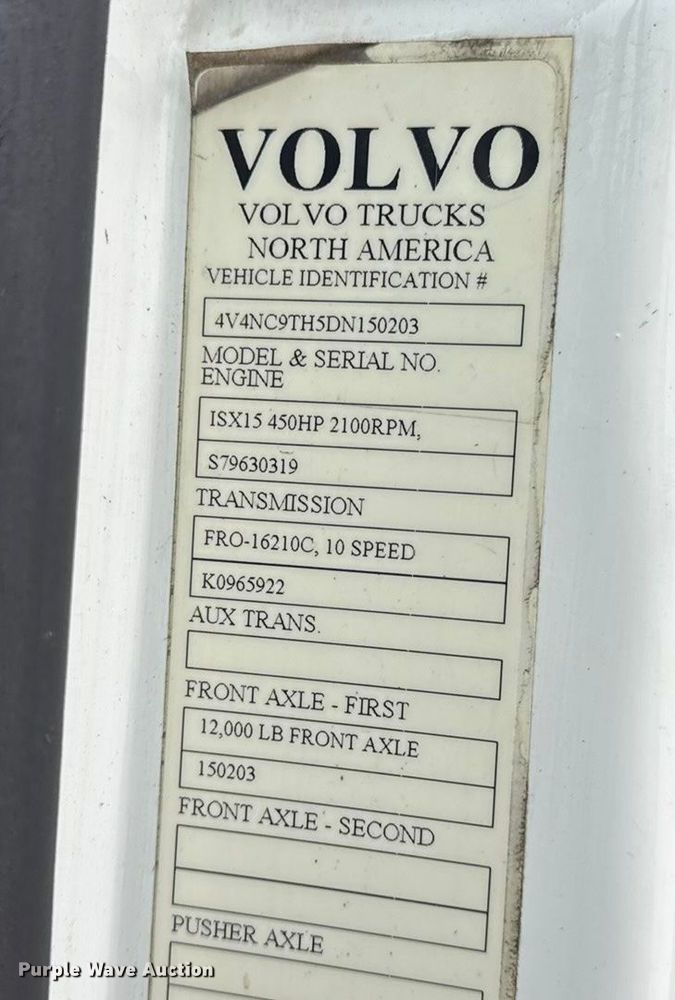 VOLVO
VOLVO TRUCKS
NORTH AMERICA
VEHICLE IDENTIFICATION #
4V4NC9TH5DN150203
MODEL & SERIAL NO.
ENGINE
ISX15 450HP 2100RPM,
S79630319
TRANSMISSION
FRO-16210C, 10 SPEED
K0965922
AUX TRANS.
FRONT AXLE - FIRST
12,000 LB FRONT AXLE
150203
FRONT AXLE - SECOND
PUSHER AXLE
Purple Wave Auction